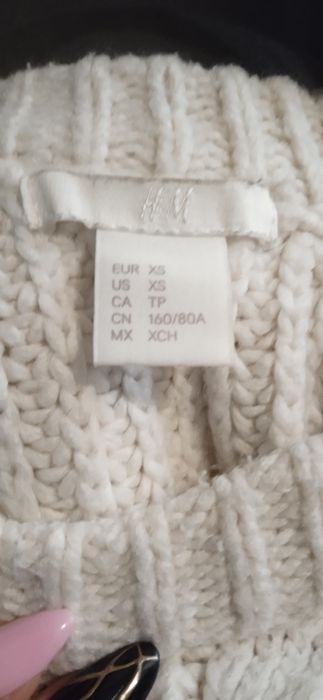 H&M
EUR XS
US XS
CA TP
CN 160/80A
MX XCH